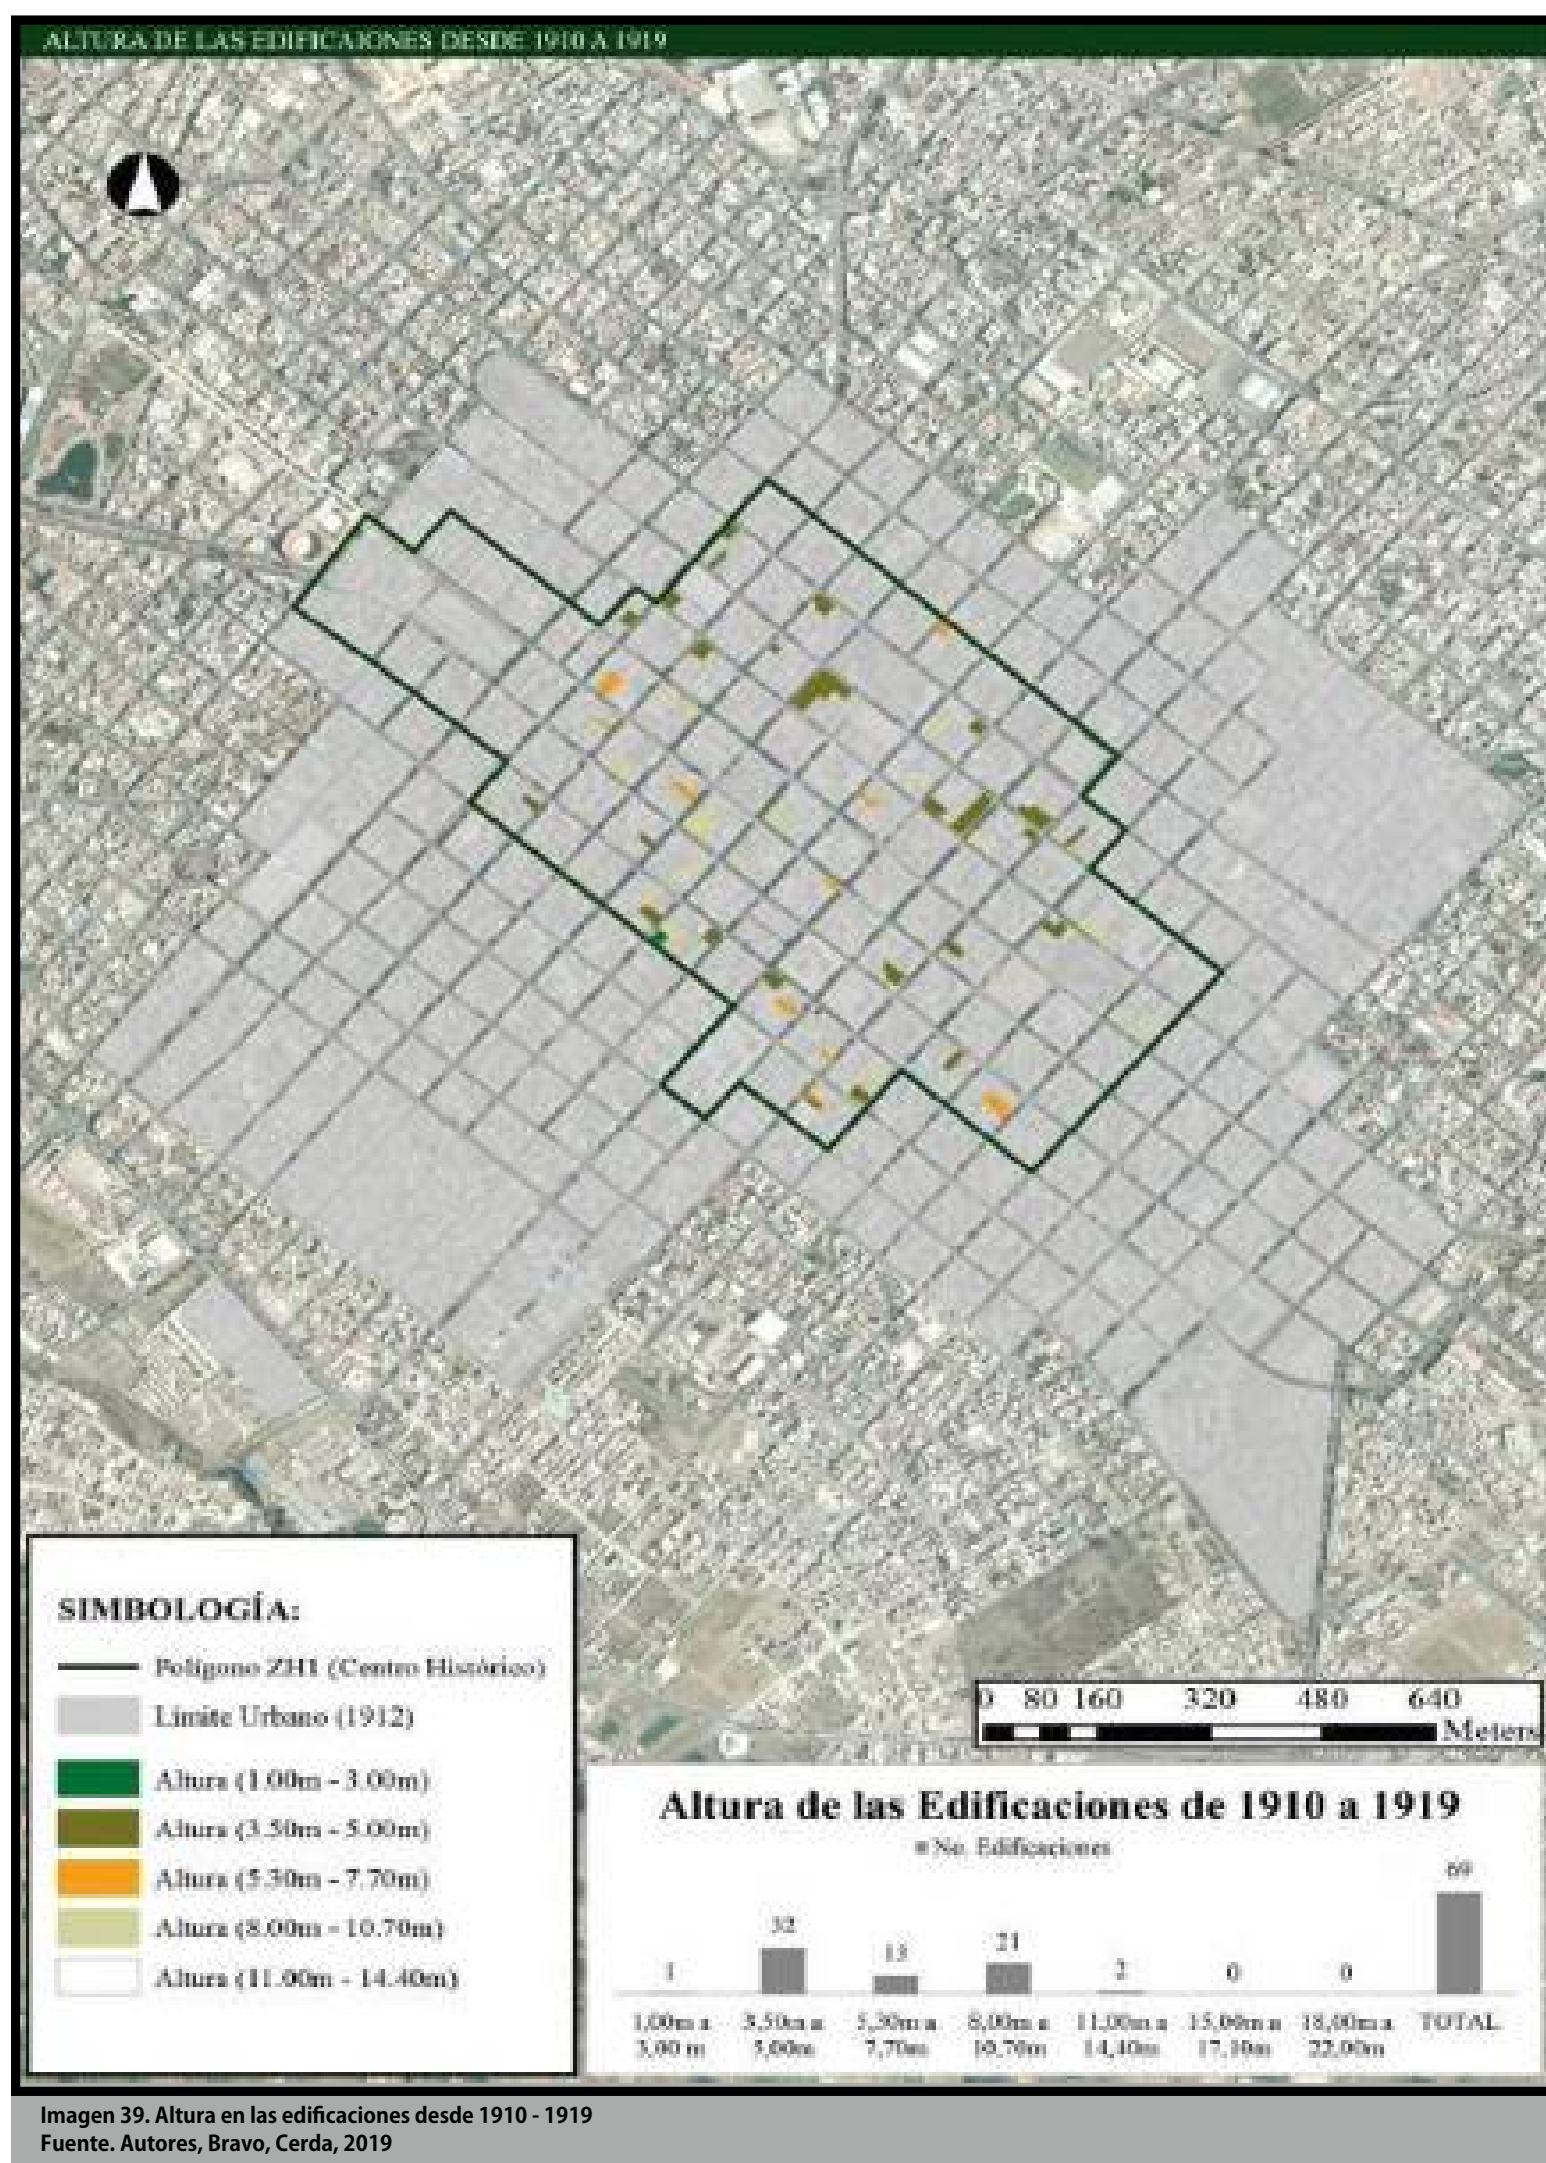 ALTURA DE LAS EDIFICAIONES DESDE 1910 A 1919
SIMBOLOGÍA:
Polígono ZH1 (Centro Histórico)
Límite Urbano (1912)
Altura (1.00m - 3.00m)
Altura (3.50m - 5.00m)
Altura (5.30m - 7.70m)
Altura (8.00m - 10.70m)
Altura (11.00m - 14.40m)
0 80 160 320 480 640
Meters
Altura de las Edificaciones de 1910 a 1919
No. Edificaciones
1 32 13 21 2 0 0 69
1,00m a 3,50m a 5,30m a 8,00m a 11,00m a 15,00m a 18,00m a TOTAL
3,00 m 5,00m 7,70m 10,70m 14,40m 17,10m 22,00m
Imagen 39. Altura en las edificaciones desde 1910 - 1919
Fuente. Autores, Bravo, Cerda, 2019